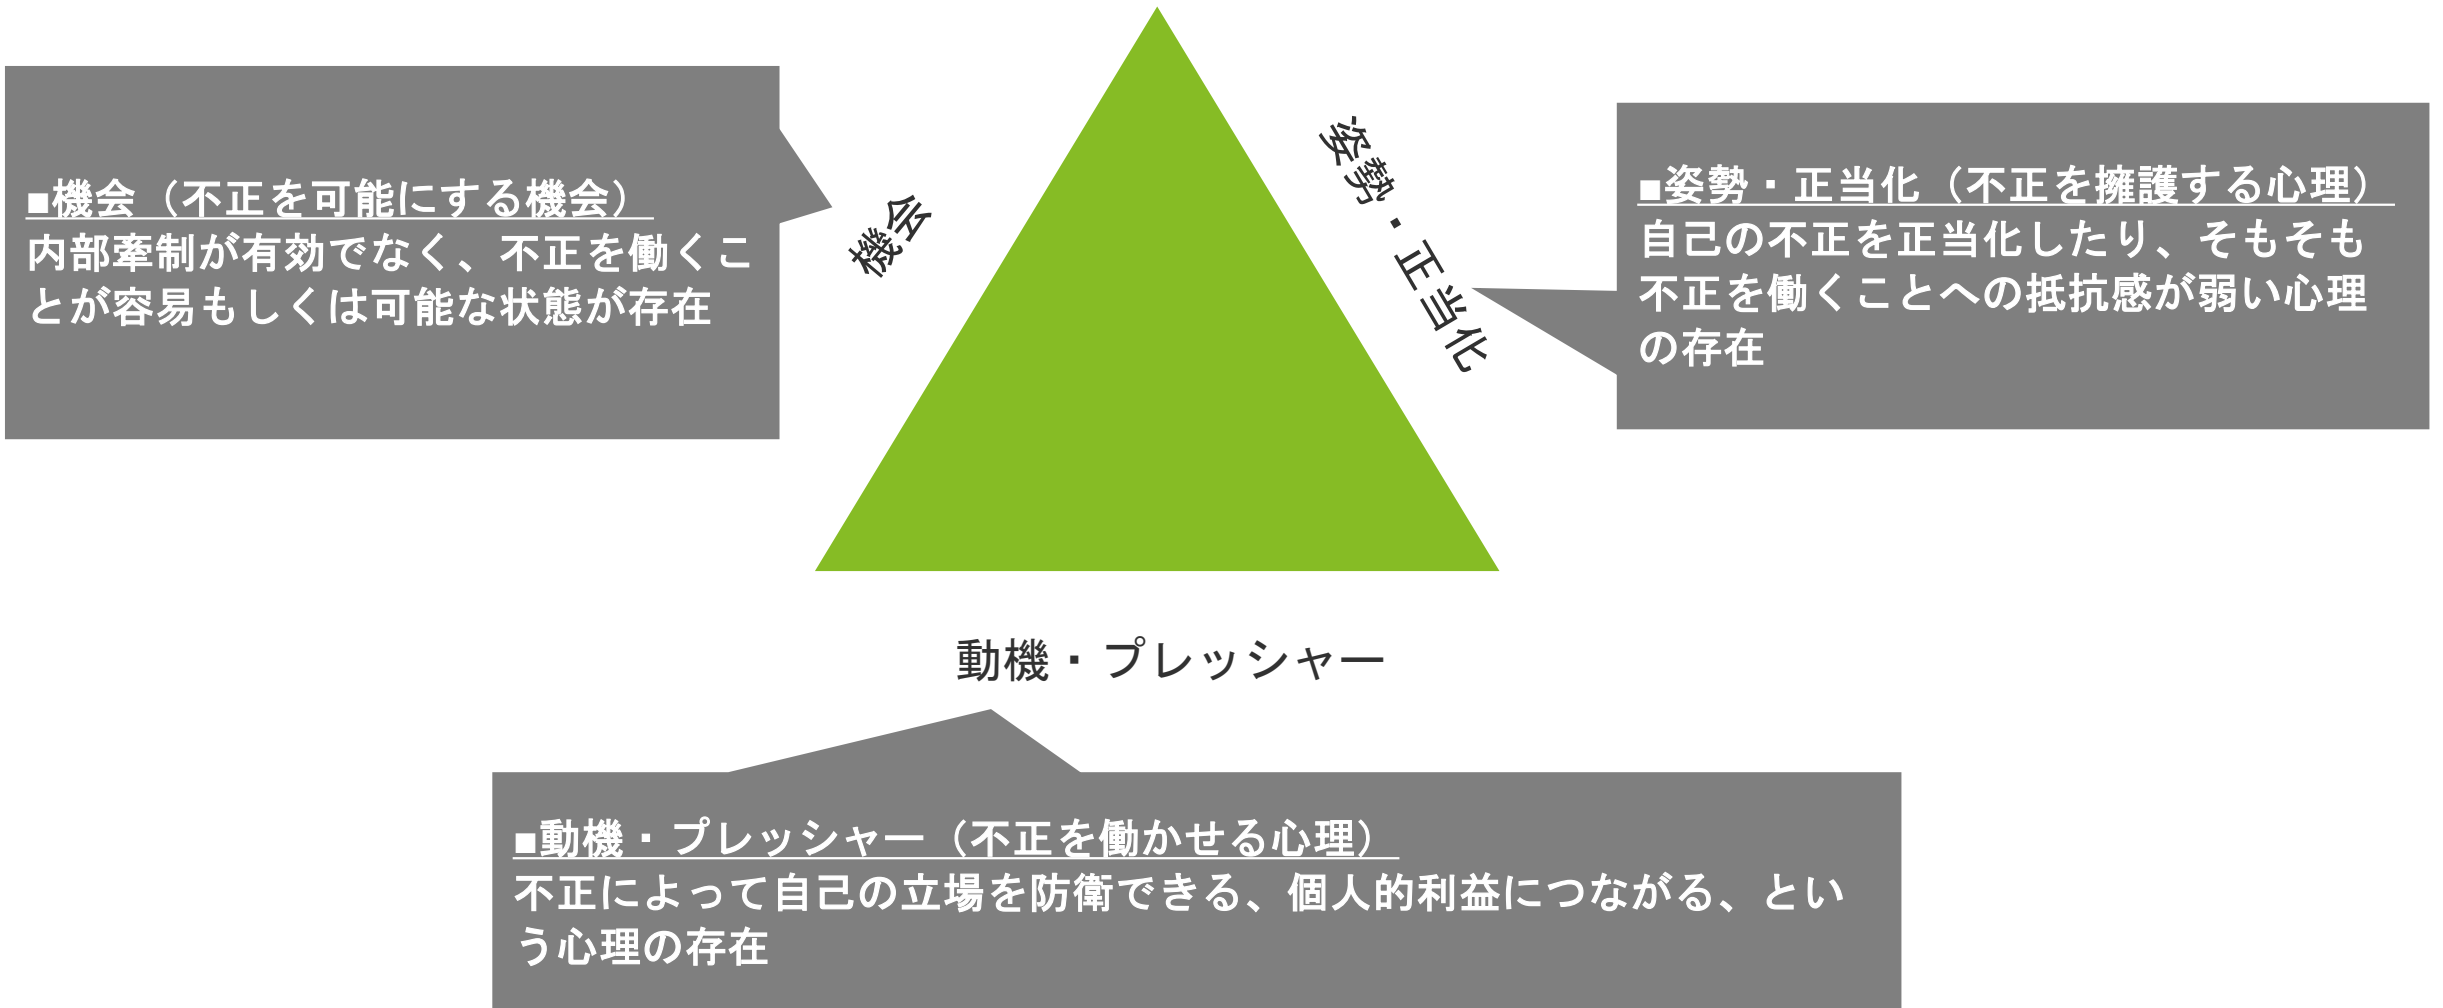 ■機会（不正を可能にする機会）
内部牽制が有効でなく、不正を働くこ
とが容易もしくは可能な状態が存在
機会
姿勢・正当化
■姿勢・正当化（不正を擁護する心理）
自己の不正を正当化したり、そもそも
不正を働くことへの抵抗感が弱い心理
の存在
動機・プレッシャー
■動機・プレッシャー（不正を働かせる心理）
不正によって自己の立場を防衛できる、個人的利益につながる、とい
う心理の存在